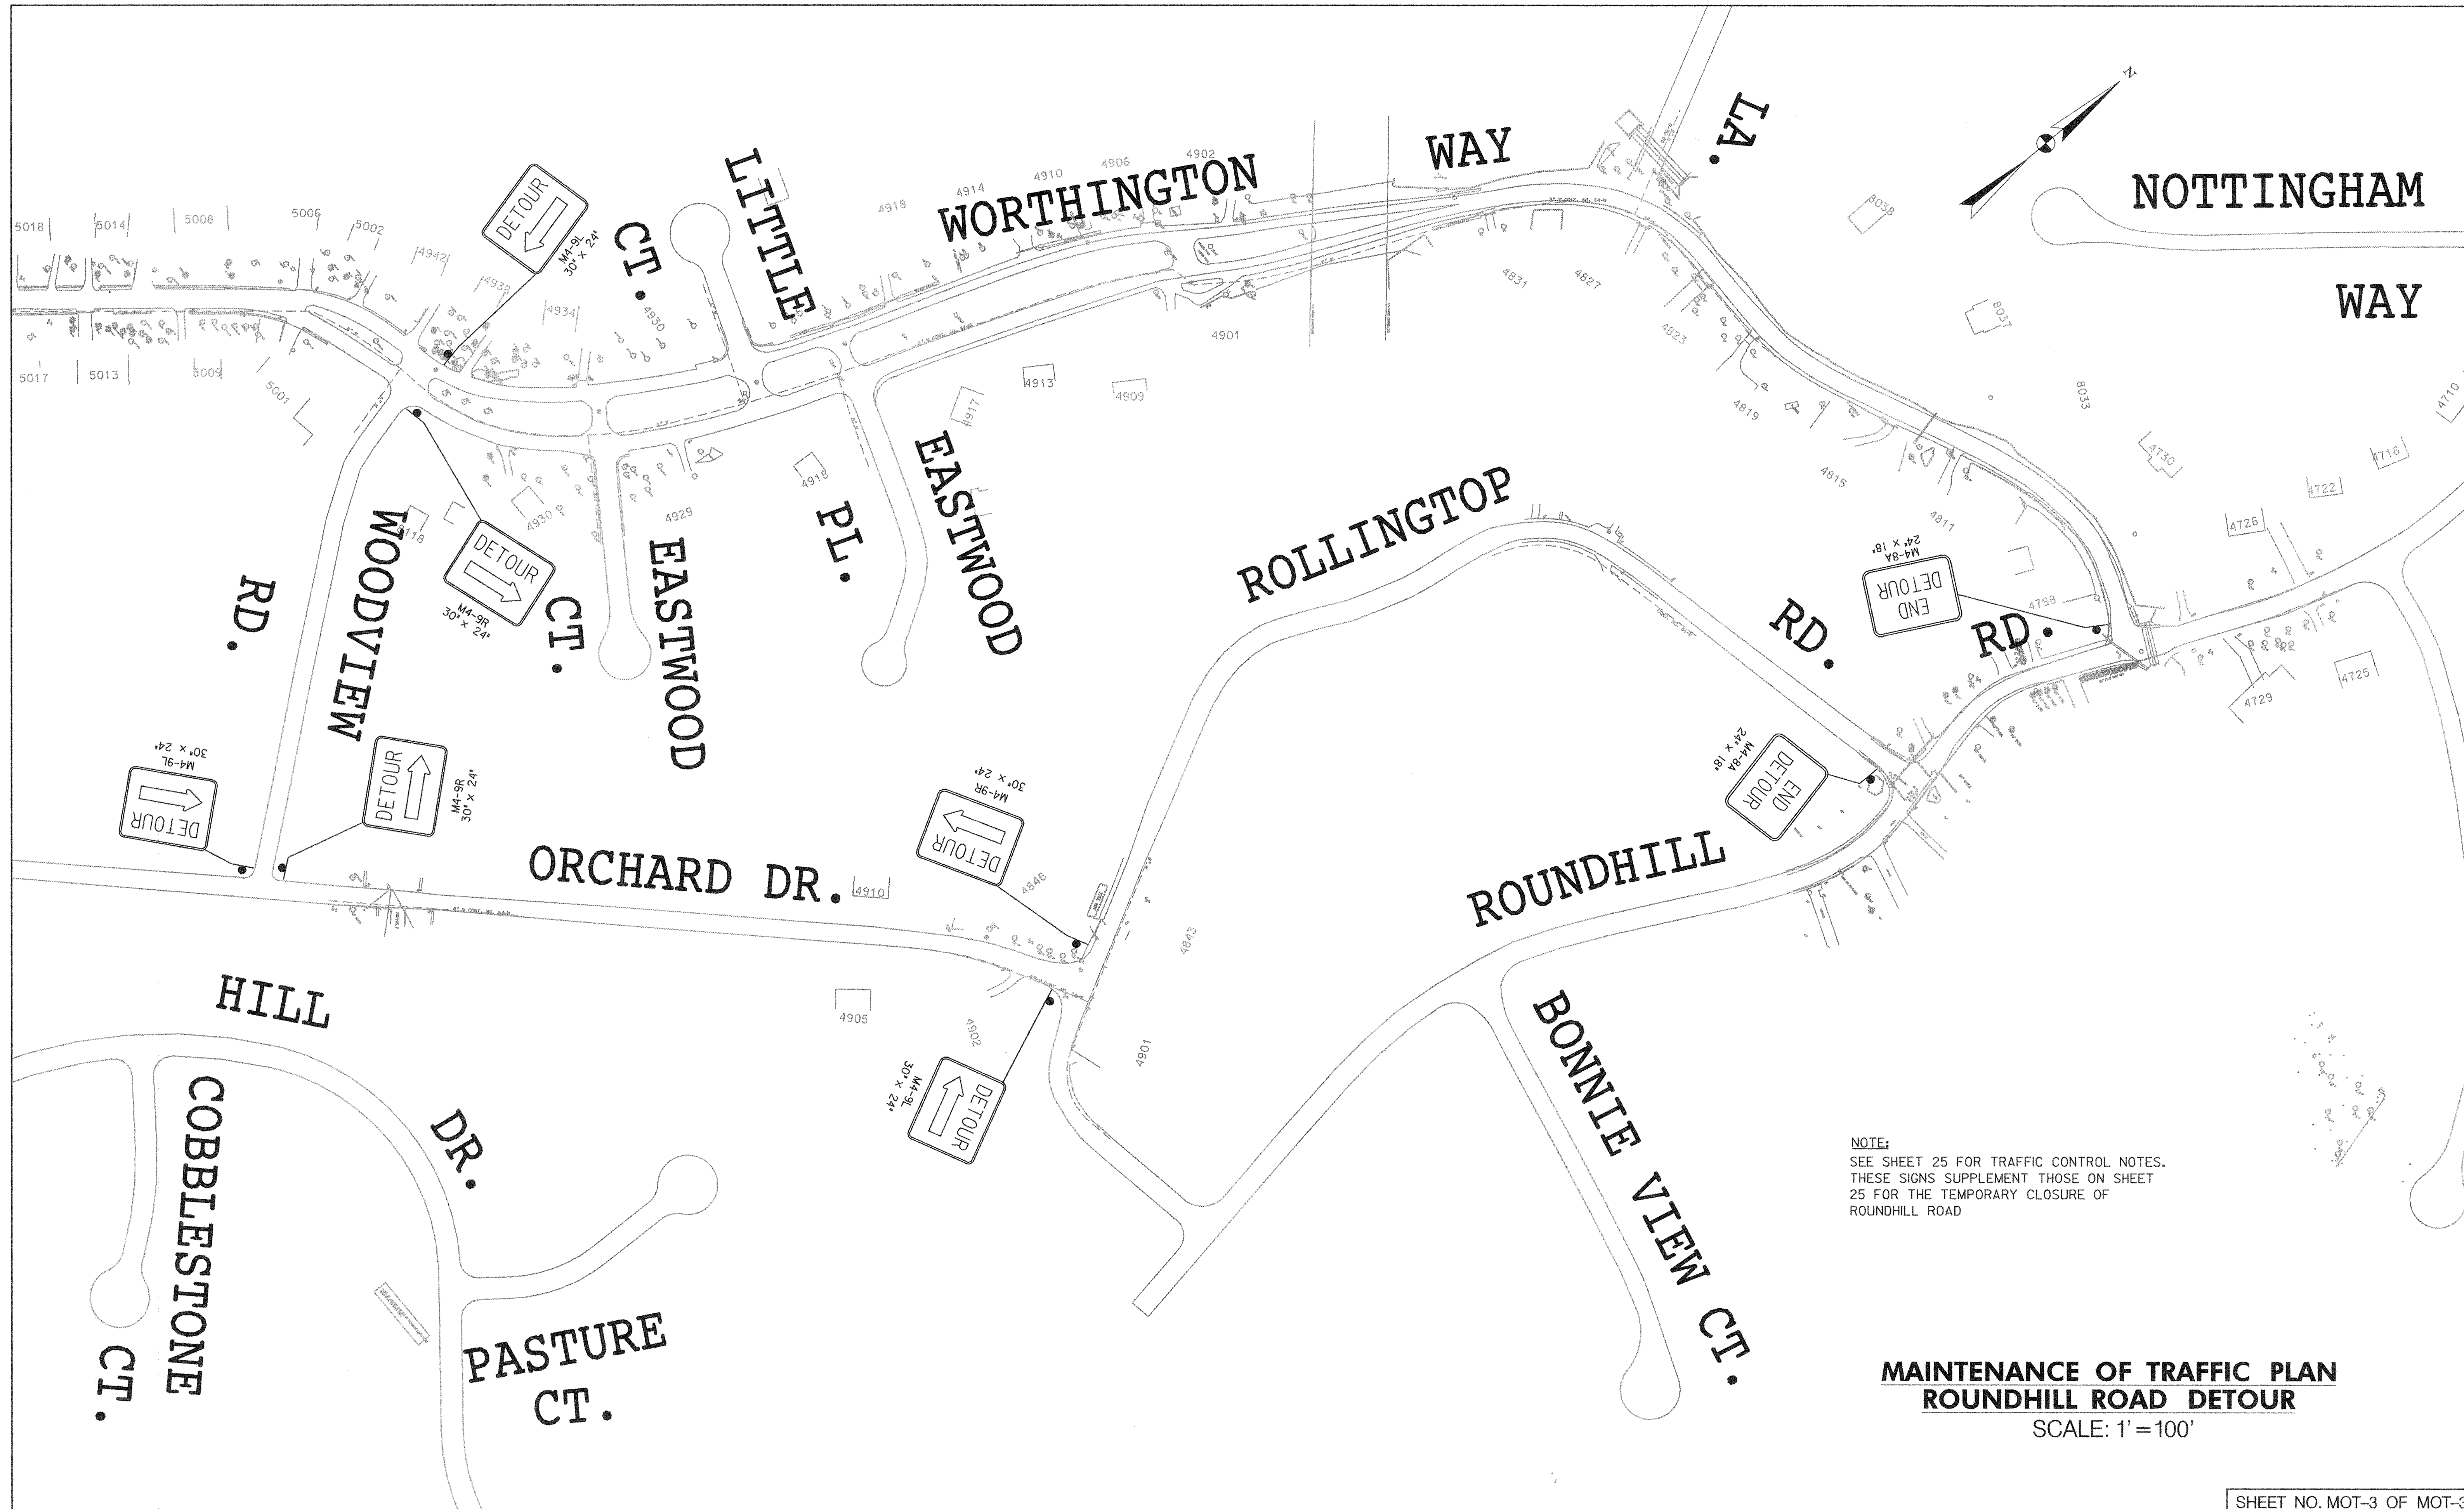 N
NOTTINGHAM
WAY
LA.
LITTLE
WORTHINGTON
WAY
4902
4906
4910
4914
4918
5018
5014
5008
5006
5002
4942
4938
4934
4930
DETOUR
M4-9L
30" X 24"
CT.
8038
8037
8033
4831
4827
4823
4819
4815
4811
4798
4901
4909
4913
4917
4918
5017
5013
5009
5001
4930
4929
4710
4718
4722
4726
4730
4725
4729
DETOUR
M4-9R
30" X 24"
WOODVIEW
RD.
EASTWOOD
CT.
EASTWOOD
PL.
ROLLINGTOP
RD.
END
DETOUR
M4-8A
24" X 18"
RD.
END
DETOUR
M4-8A
24" X 18"
ROUNDHILL
DETOUR
M4-9L
30" X 24"
DETOUR
M4-9R
30" X 24"
DETOUR
M4-9R
30" X 24"
ORCHARD DR.
4910
4846
4843
4905
4902
4901
DETOUR
M4-9L
30" X 24"
HILL
DR.
COBBLESTONE
CT.
PASTURE
CT.
BONNIE VIEW CT.
NOTE:
SEE SHEET 25 FOR TRAFFIC CONTROL NOTES.
THESE SIGNS SUPPLEMENT THOSE ON SHEET
25 FOR THE TEMPORARY CLOSURE OF
ROUNDHILL ROAD
MAINTENANCE OF TRAFFIC PLAN
ROUNDHILL ROAD DETOUR
SCALE: 1'=100'
SHEET NO. MOT-3 OF MOT-3